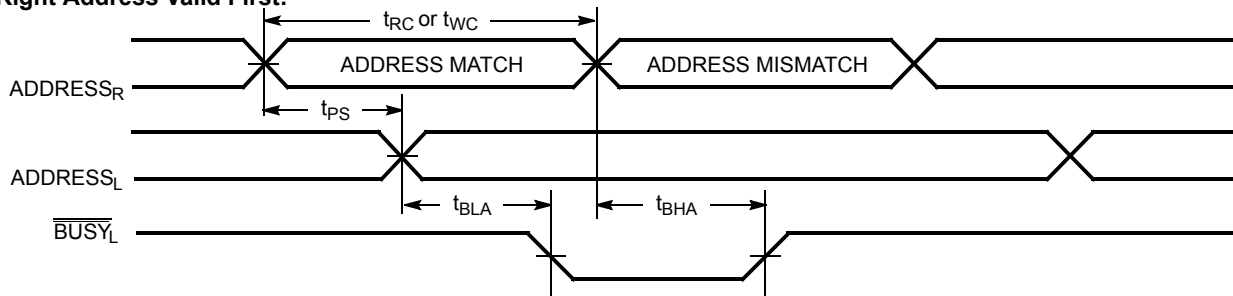 Right Address Valid First:
tRC or tWC
ADDRESS MATCH
ADDRESS MISMATCH
ADDRESSR
tPS
ADDRESSL
tBLA
tBHA
BUSYL